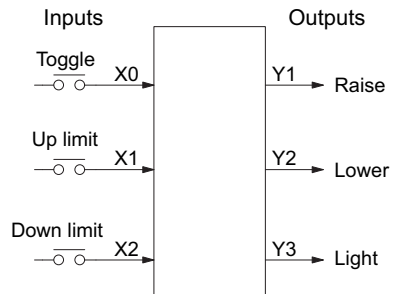 Inputs Outputs
Toggle
X0 Y1 Raise
Up limit
X1 Y2 Lower
Down limit
X2 Y3 Light